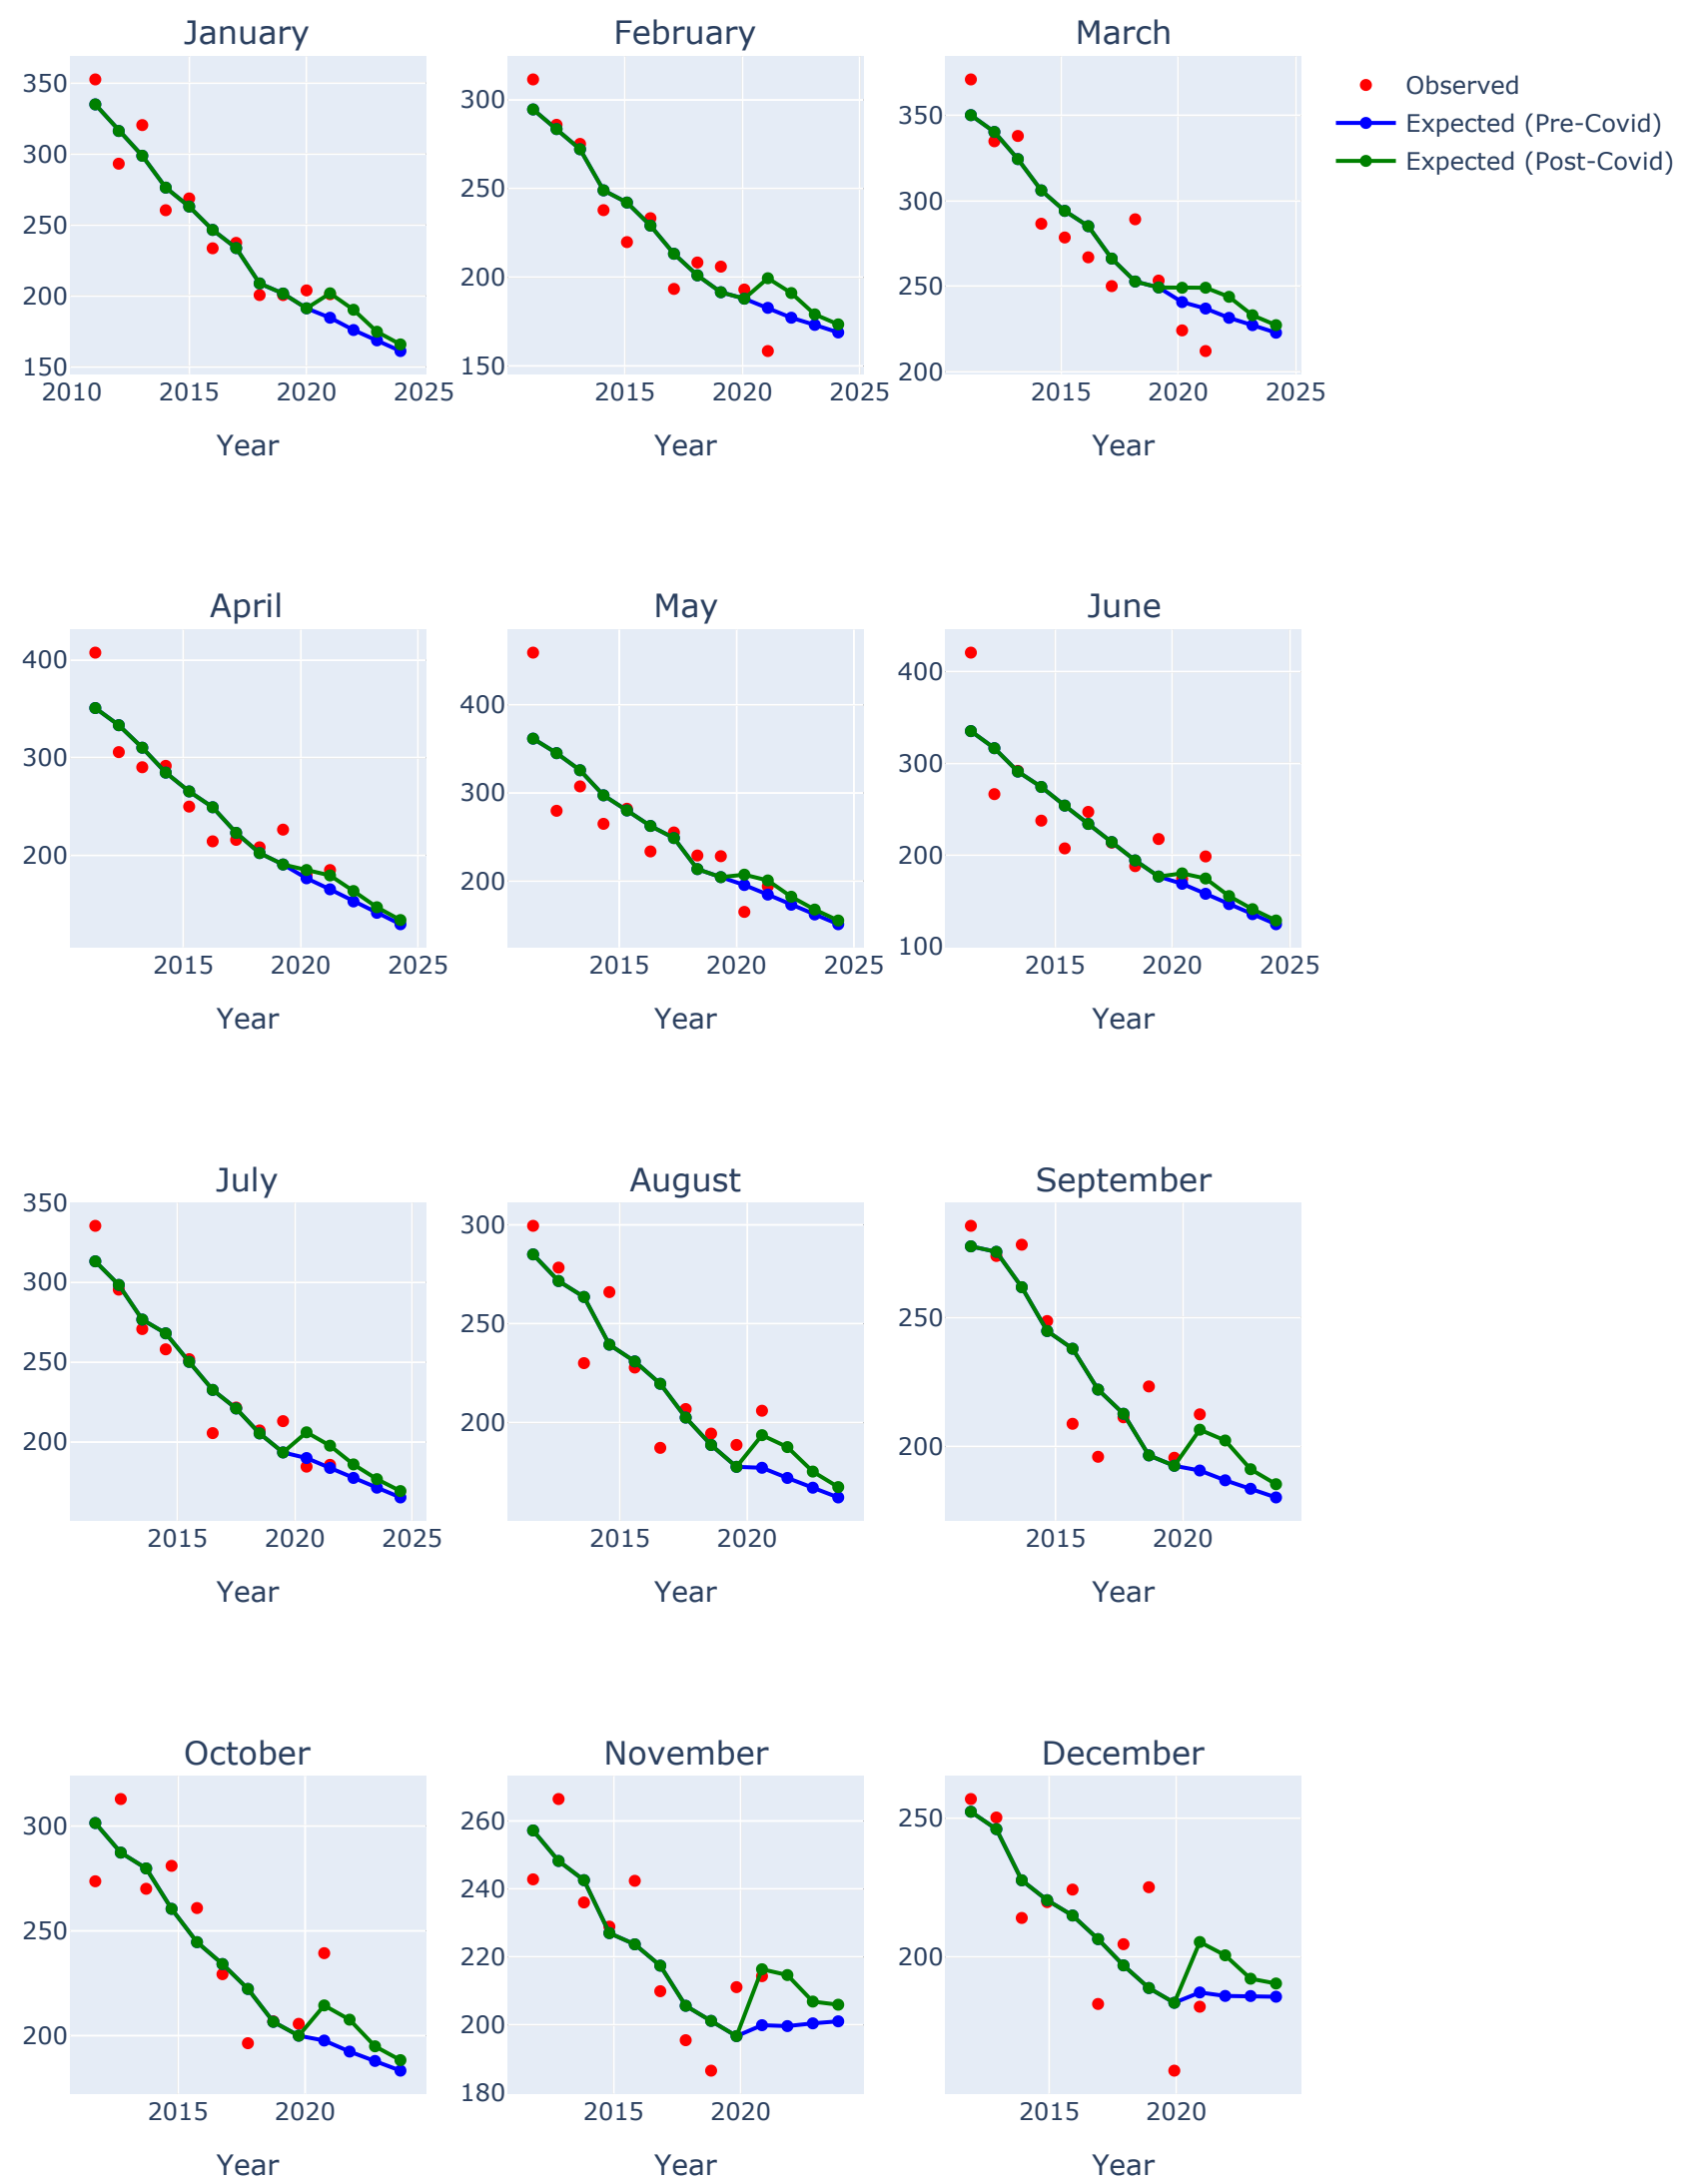 January
February
March
350
300
250
200
150
2010
2015
2020
2025
Year
300
250
200
150
2015
2020
2025
Year
350
300
250
200
2015
2020
2025
Year
Observed
Expected (Pre-Covid)
Expected (Post-Covid)
April
May
June
400
300
200
2015
2020
2025
Year
400
300
200
2015
2020
2025
Year
400
300
200
100
2015
2020
2025
Year
July
August
September
350
300
250
200
2015
2020
2025
Year
300
250
200
2015
2020
Year
250
200
2015
2020
Year
October
November
December
300
250
200
2015
2020
Year
260
240
220
200
180
2015
2020
Year
250
200
2015
2020
Year